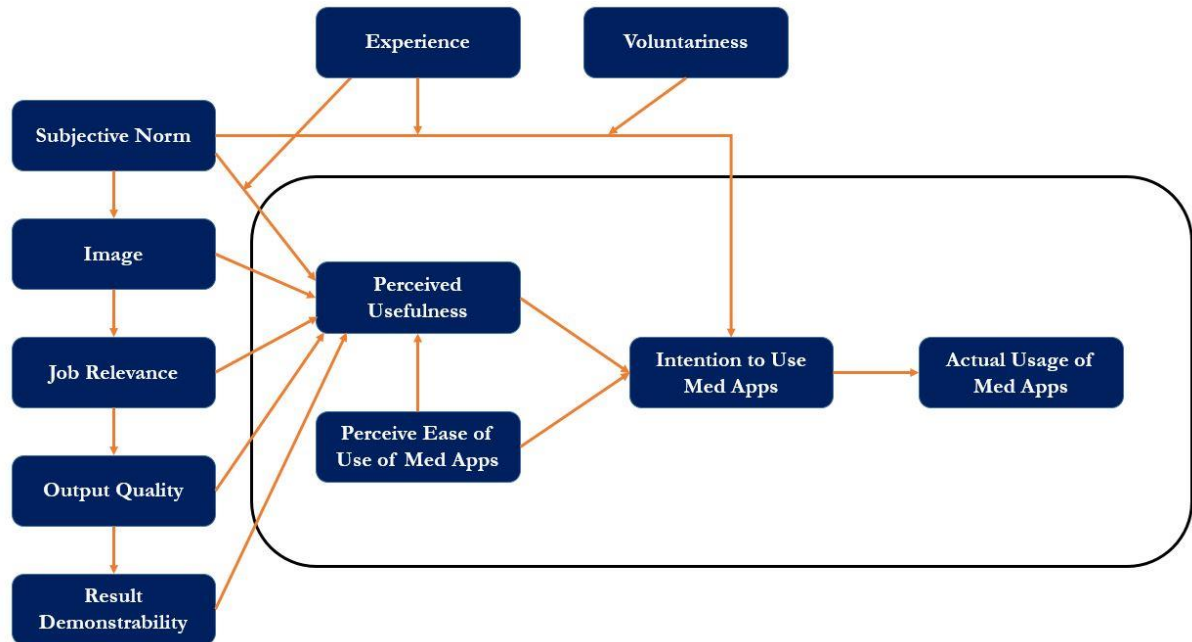 Experience
Voluntariness
Subjective Norm
Image
Perceived
Usefulness
Job Relevance
Intention to Use
Med Apps
Actual Usage of
Med Apps
Perceive Ease of
Use of Med Apps
Output Quality
Result
Demonstrability